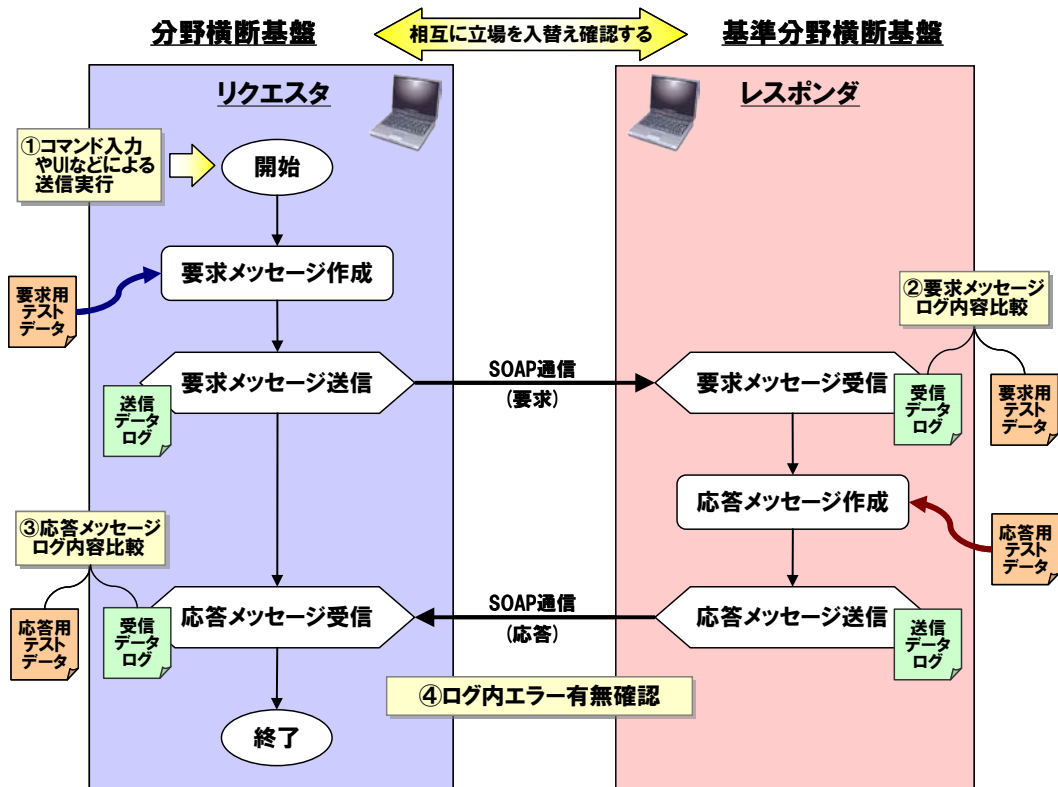 分野横断基盤
相互に立場を入替え確認する
基準分野横断基盤
リクエスタ
レスポンダ
①コマンド入力
やUIなどによる
送信実行
開始
要求メッセージ作成
要求用
テスト
データ
②要求メッセージ
ログ内容比較
要求メッセージ送信
SOAP通信
(要求)
要求メッセージ受信
送信
データ
ログ
受信
データ
ログ
要求用
テスト
データ
応答メッセージ作成
③応答メッセージ
ログ内容比較
応答用
テスト
データ
応答用
テスト
データ
受信
データ
ログ
応答メッセージ受信
SOAP通信
(応答)
応答メッセージ送信
送信
データ
ログ
④ログ内エラー有無確認
終了